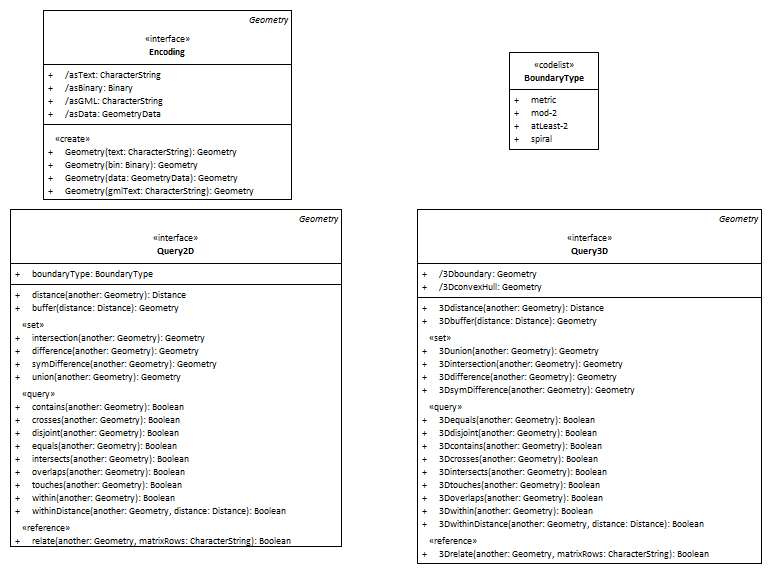 Geometry
«interface»
Encoding
+ /asText: CharacterString
+ /asBinary: Binary
+ /asGML: CharacterString
+ /asData: GeometryData
«create»
+ Geometry(text: CharacterString): Geometry
+ Geometry(bin: Binary): Geometry
+ Geometry(data: GeometryData): Geometry
+ Geometry(gmlText: CharacterString): Geometry
«codelist»
BoundaryType
+ metric
+ mod-2
+ atLeast-2
+ spiral
Geometry
«interface»
Query2D
+ boundaryType: BoundaryType
+ distance(another: Geometry): Distance
+ buffer(distance: Distance): Geometry
«set»
+ intersection(another: Geometry): Geometry
+ difference(another: Geometry): Geometry
+ symDifference(another: Geometry): Geometry
+ union(another: Geometry): Geometry
«query»
+ contains(another: Geometry): Boolean
+ crosses(another: Geometry): Boolean
+ disjoint(another: Geometry): Boolean
+ equals(another: Geometry): Boolean
+ intersects(another: Geometry): Boolean
+ overlaps(another: Geometry): Boolean
+ touches(another: Geometry): Boolean
+ within(another: Geometry): Boolean
+ withinDistance(another: Geometry, distance: Distance): Boolean
«reference»
+ relate(another: Geometry, matrixRows: CharacterString): Boolean
Geometry
«interface»
Query3D
+ /3Dboundary: Geometry
+ /3DconvexHull: Geometry
+ 3Ddistance(another: Geometry): Distance
+ 3Dbuffer(distance: Distance): Geometry
«set»
+ 3Dunion(another: Geometry): Geometry
+ 3Dintersection(another: Geometry): Geometry
+ 3Ddifference(another: Geometry): Geometry
+ 3DsymDifference(another: Geometry): Geometry
«query»
+ 3Dequals(another: Geometry): Boolean
+ 3Ddisjoint(another: Geometry): Boolean
+ 3Dcontains(another: Geometry): Boolean
+ 3Dcrosses(another: Geometry): Boolean
+ 3Dintersects(another: Geometry): Boolean
+ 3Dtouches(another: Geometry): Boolean
+ 3Doverlaps(another: Geometry): Boolean
+ 3Dwithin(another: Geometry): Boolean
+ 3DwithinDistance(another: Geometry, distance: Distance): Boolean
«reference»
+ 3Drelate(another: Geometry, matrixRows: CharacterString): Boolean